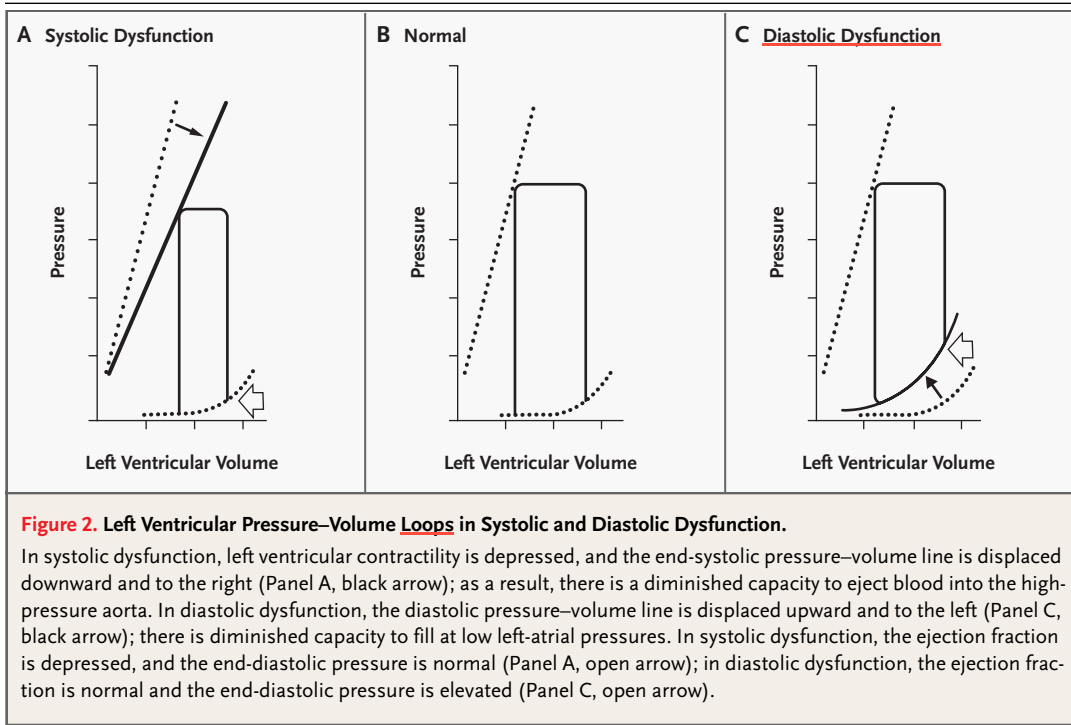 A Systolic Dysfunction
B Normal
C Diastolic Dysfunction
Pressure
Pressure
Pressure
Left Ventricular Volume
Left Ventricular Volume
Left Ventricular Volume
Figure 2. Left Ventricular Pressure–Volume Loops in Systolic and Diastolic Dysfunction.
In systolic dysfunction, left ventricular contractility is depressed, and the end-systolic pressure–volume line is displaced
downward and to the right (Panel A, black arrow); as a result, there is a diminished capacity to eject blood into the high-
pressure aorta. In diastolic dysfunction, the diastolic pressure–volume line is displaced upward and to the left (Panel C,
black arrow); there is diminished capacity to fill at low left-atrial pressures. In systolic dysfunction, the ejection fraction
is depressed, and the end-diastolic pressure is normal (Panel A, open arrow); in diastolic dysfunction, the ejection frac-
tion is normal and the end-diastolic pressure is elevated (Panel C, open arrow).